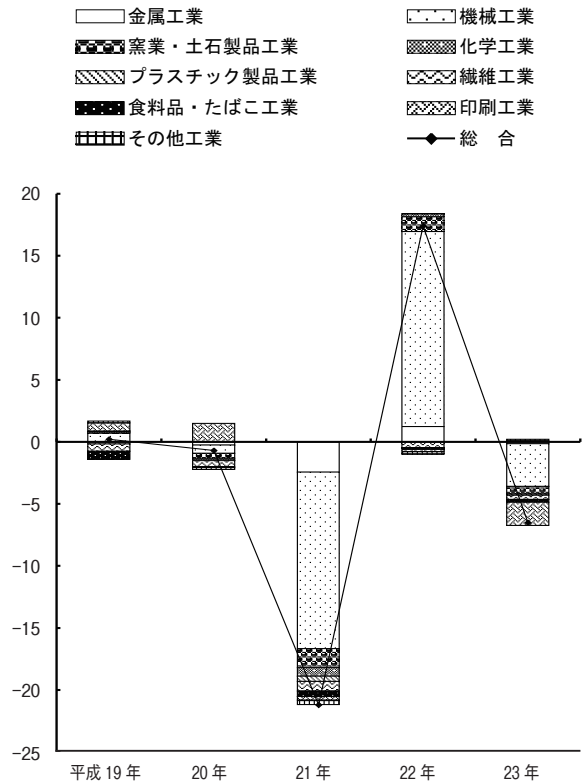 金属工業 機械工業
窯業・土石製品工業 化学工業
プラスチック製品工業 繊維工業
食料品・たばこ工業 印刷工業
その他工業 総 合
20
15
10
5
0
−5
−10
−15
−20
−25
平成 19 年 20 年 21 年 22 年 23 年